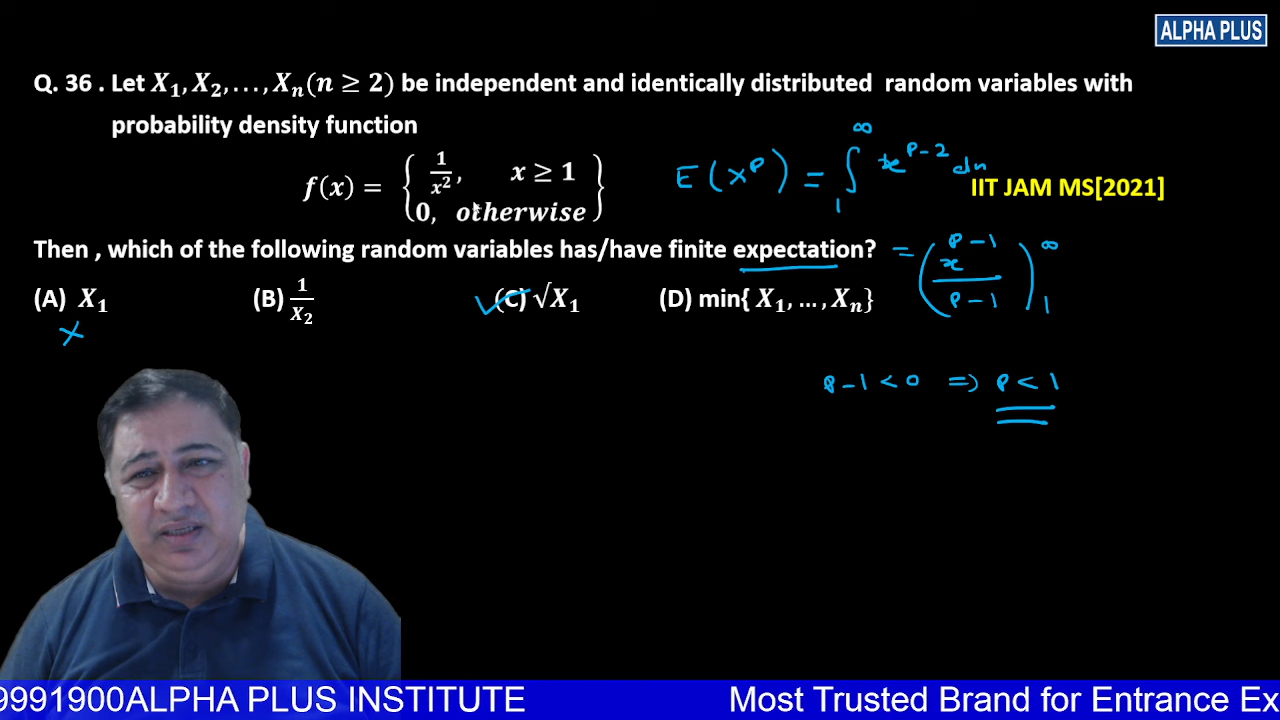 ALPHA PLUS
Q. 36 . Let X₁, X₂, . . . , Xₙ(n ≥ 2) be independent and identically distributed random variables with
probability density function
f(x) = { 1/x², x ≥ 1
0, otherwise }
E(X^p) = ∫₁^∞ x^(p-2) dx
IIT JAM MS[2021]
Then , which of the following random variables has/have finite expectation?
= (x^(p-1)/(p-1))₁^∞
(A) X₁ (B) 1/X₂ (C) √X₁ (D) min{ X₁, ..., Xₙ}
p-1 < 0 ⇒ p < 1
9991900ALPHA PLUS INSTITUTE Most Trusted Brand for Entrance Ex